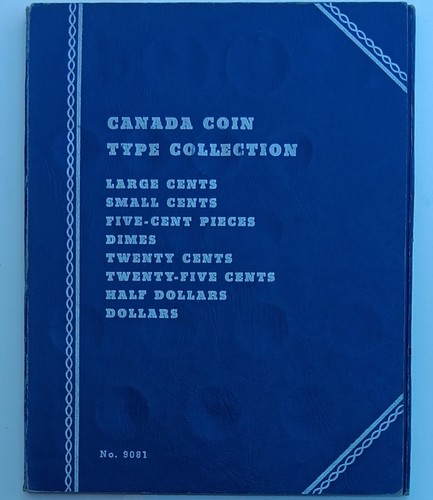 CANADA COIN
TYPE COLLECTION
LARGE CENTS
SMALL CENTS
FIVE-CENT PIECES
DIMES
TWENTY CENTS
TWENTY-FIVE CENTS
HALF DOLLARS
DOLLARS
No. 9081